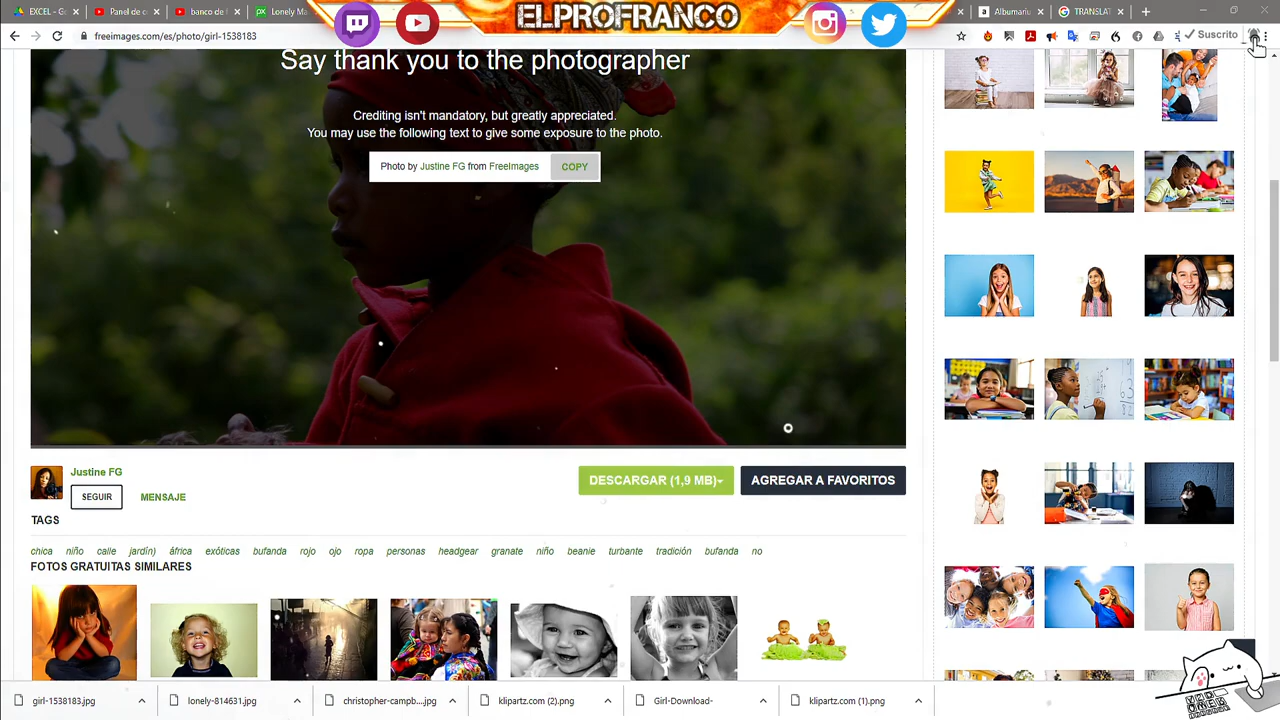 EXCEL - Go
Panel de c
banco de l
Lonely Ma
ELPROFRANCO
Albumariu
TRANSLAT
freeimages.com/es/photo/girl-1538183
Suscrito
Say thank you to the photographer
Crediting isn't mandatory, but greatly appreciated.
You may use the following text to give some exposure to the photo.
Photo by Justine FG from FreeImages
COPY
Justine FG
SEGUIR
MENSAJE
DESCARGAR (1,9 MB)
AGREGAR A FAVORITOS
TAGS
chica niño calle jardín) áfrica exóticas bufanda rojo ojo ropa personas headgear granate niño beanie turbante tradición bufanda no
FOTOS GRATUITAS SIMILARES
girl-1538183.jpg
lonely-814631.jpg
christopher-campb...jpg
klipartz.com (2).png
Girl-Download-
klipartz.com (1).png